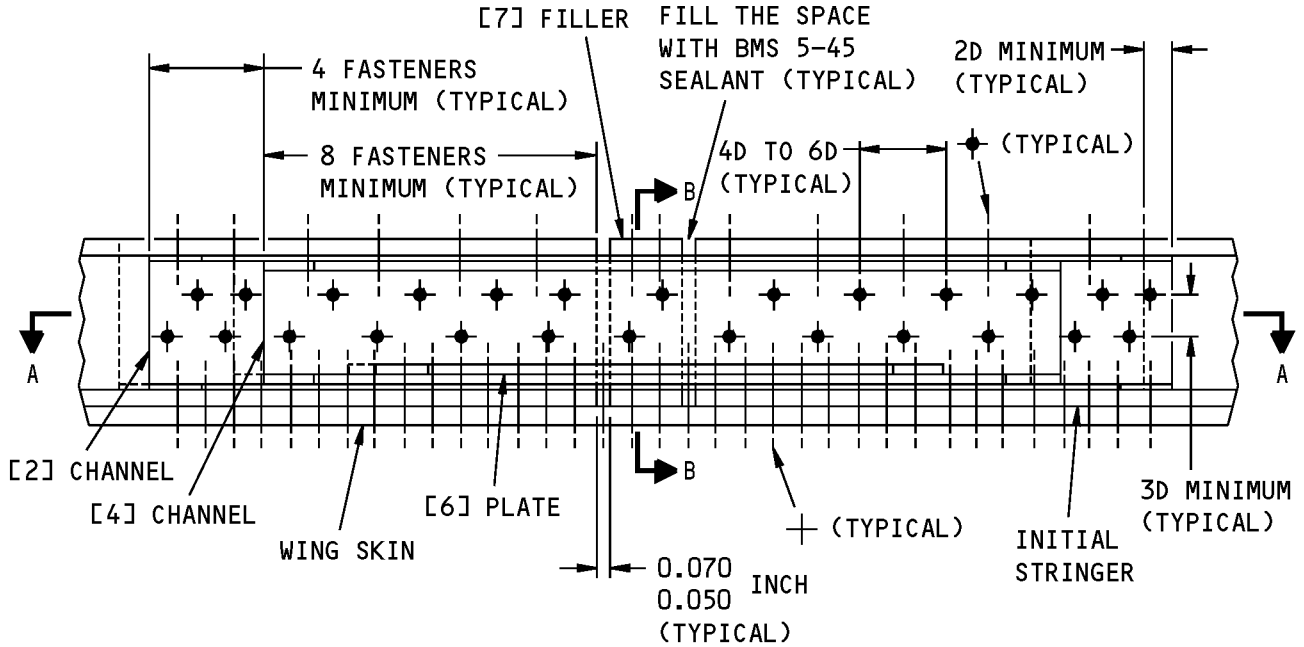 [7] FILLER
FILL THE SPACE
WITH BMS 5-45
SEALANT (TYPICAL)
2D MINIMUM
(TYPICAL)
4 FASTENERS
MINIMUM (TYPICAL)
8 FASTENERS
MINIMUM (TYPICAL)
4D TO 6D
(TYPICAL)
(TYPICAL)
B
A
A
B
[2] CHANNEL
[4] CHANNEL
[6] PLATE
WING SKIN
(TYPICAL)
3D MINIMUM
(TYPICAL)
INITIAL
STRINGER
0.070
0.050
INCH
(TYPICAL)